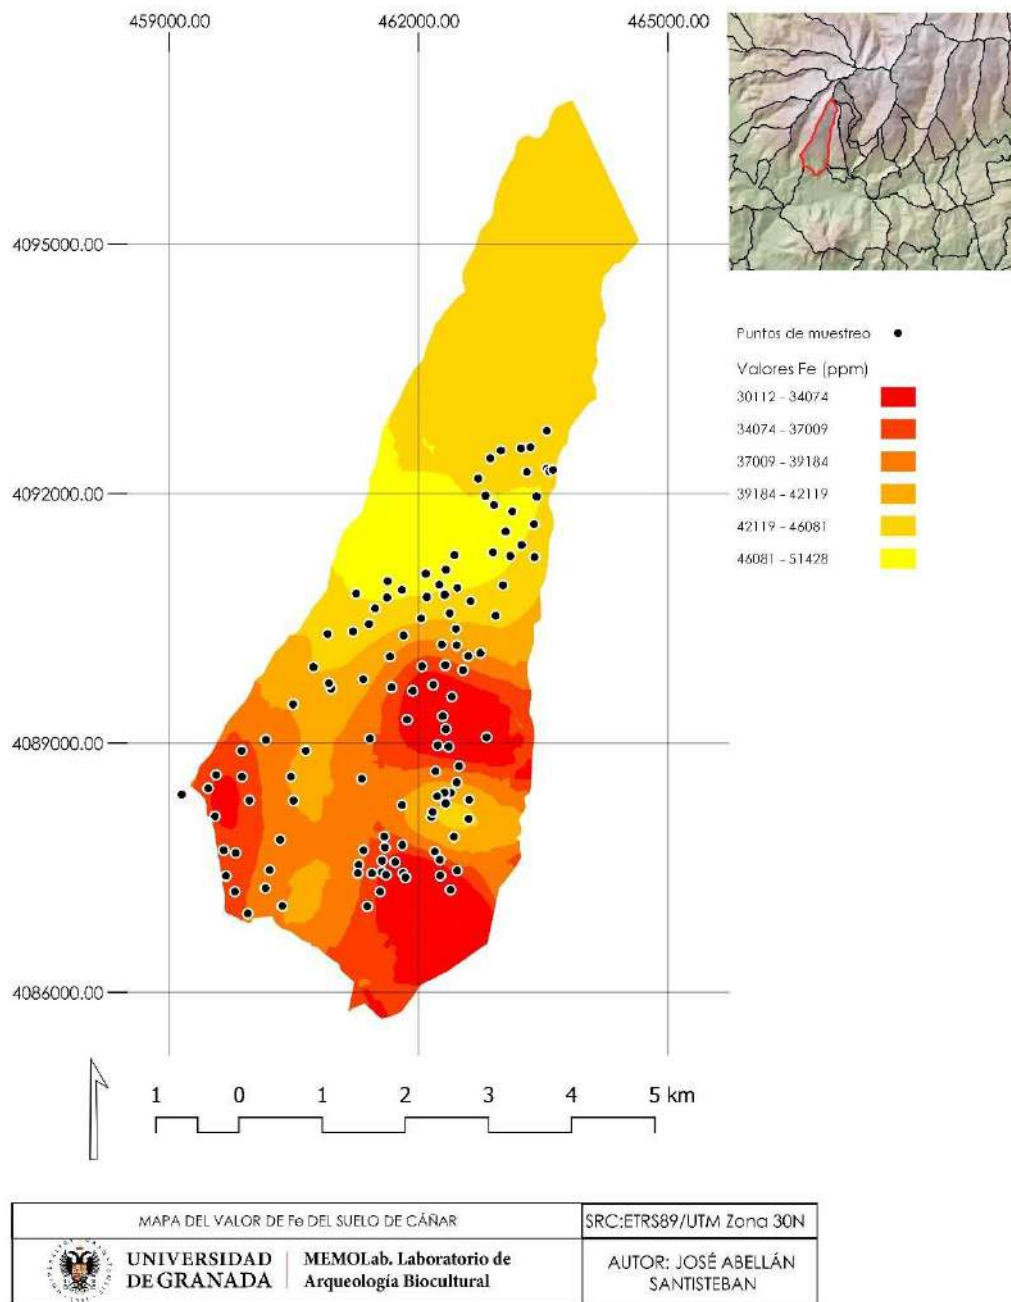 459000.00 462000.00 465000.00
4095000.00
4092000.00
4089000.00
4086000.00
Puntos de muestreo
Valores Fe (ppm)
30112 - 34074
34074 - 37009
37009 - 39184
39184 - 42119
42119 - 46081
46081 - 51428
1 0 1 2 3 4 5 km
MAPA DEL VALOR DE Fe DEL SUELO DE CÁÑAR
SRC:ETRS89/UTM Zona 30N
UNIVERSIDAD
DE GRANADA
MEMOLab. Laboratorio de
Arqueología Biocultural
AUTOR: JOSÉ ABELLÁN
SANTISTEBAN